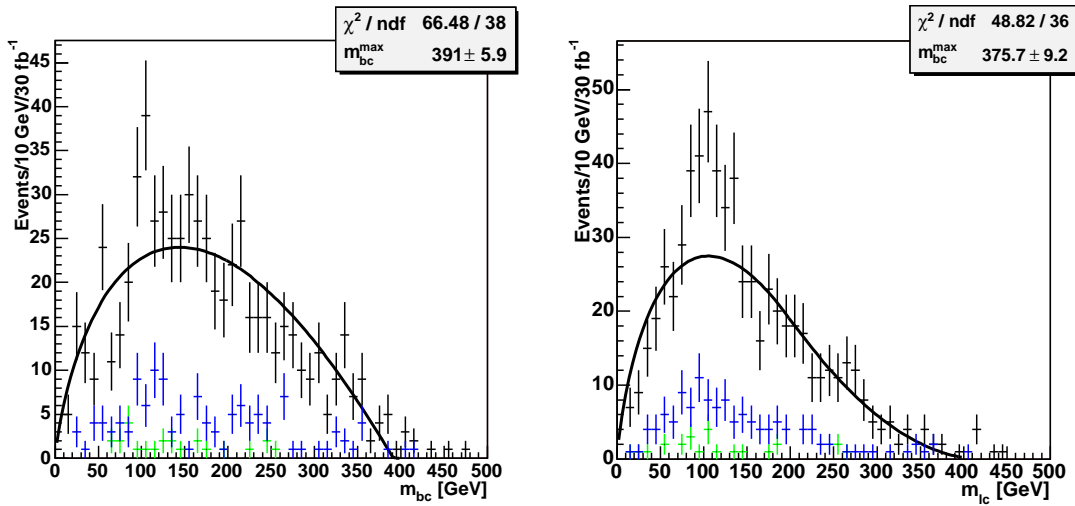 χ² / ndf 66.48 / 38
m_bc^max 391 ± 5.9
Events/10 GeV/30 fb⁻¹
45
40
35
30
25
20
15
10
5
0
0 50 100 150 200 250 300 350 400 450 500
m_bc [GeV]
χ² / ndf 48.82 / 36
m_bc^max 375.7 ± 9.2
Events/10 GeV/30 fb⁻¹
50
40
30
20
10
0
0 50 100 150 200 250 300 350 400 450 500
m_lc [GeV]